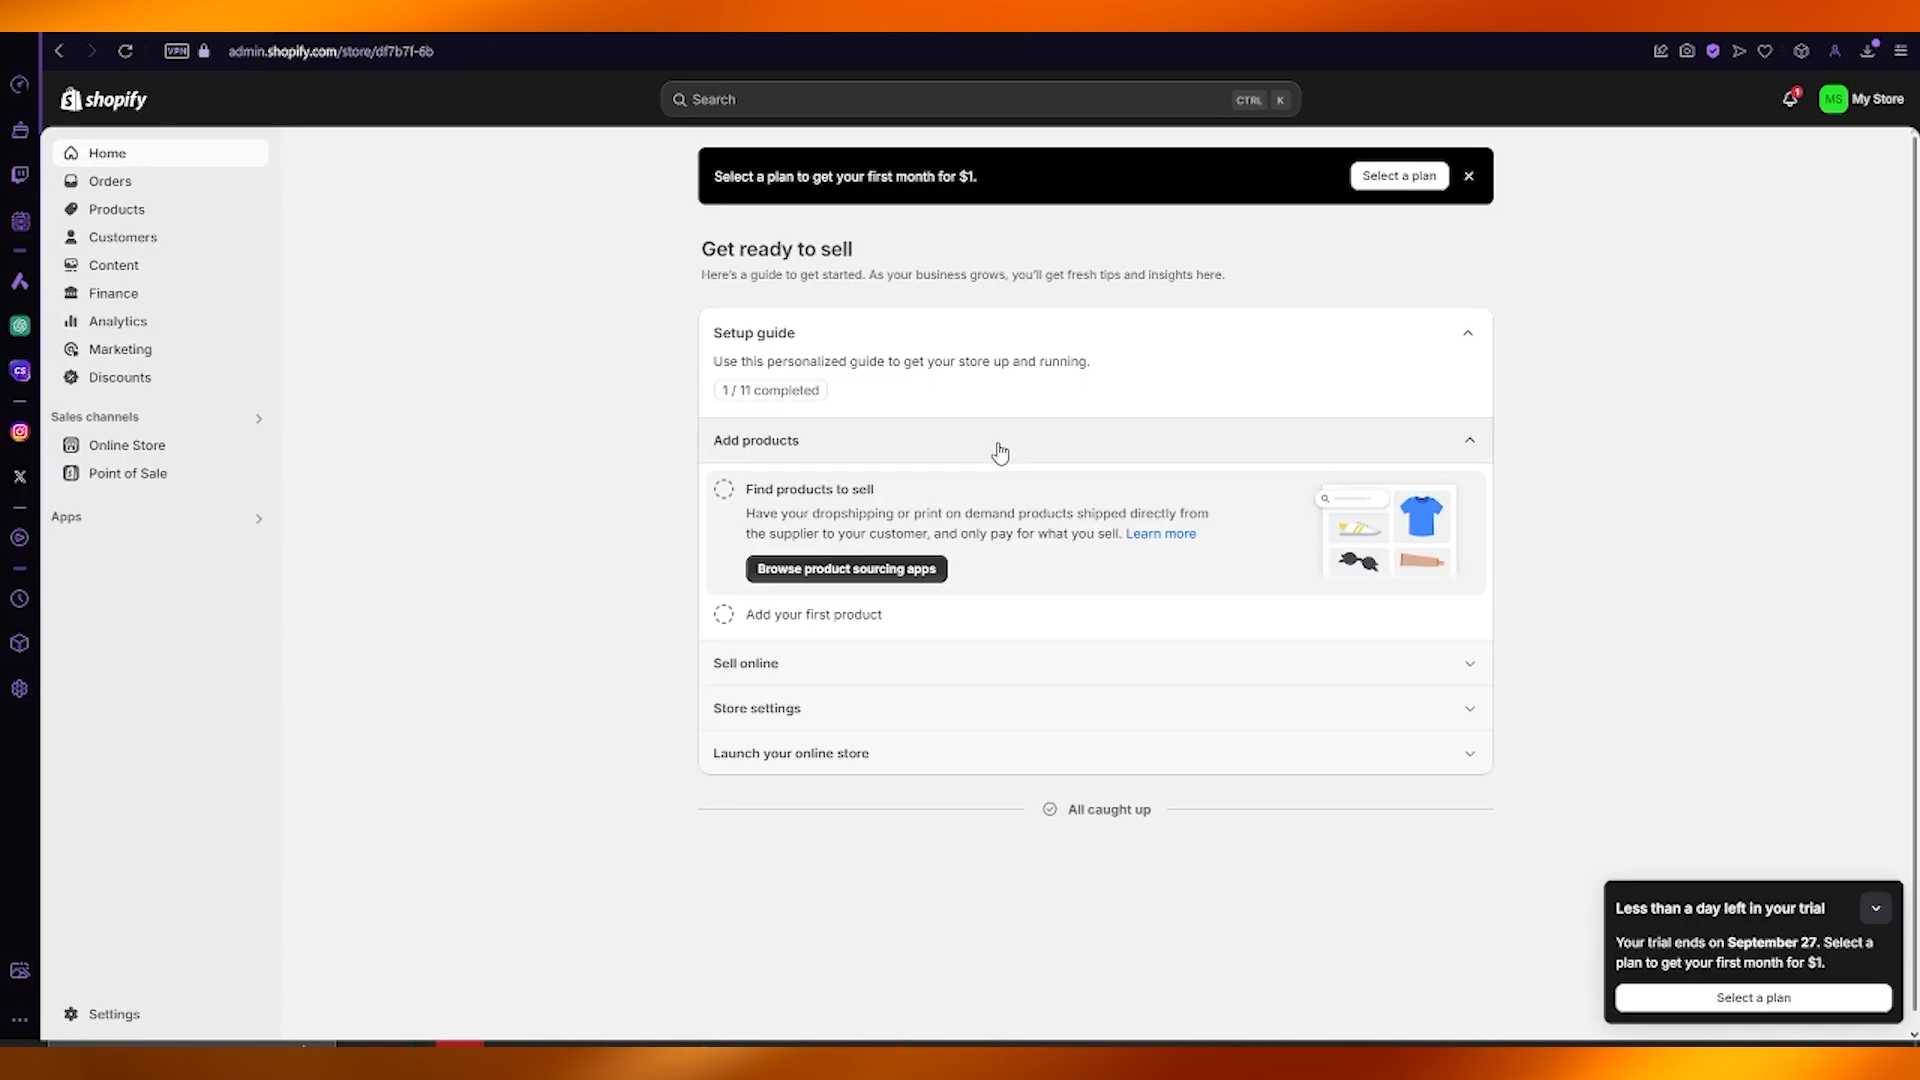 VPN
admin.shopify.com/store/df7b7f-6b
shopify
Search
CTRL K
1
MS
My Store
CS
Home
Orders
Products
Customers
Content
Finance
Analytics
Marketing
Discounts
Sales channels
Online Store
Point of Sale
Apps
Settings
Select a plan to get your first month for $1.
Select a plan
Get ready to sell
Here's a guide to get started. As your business grows, you'll get fresh tips and insights here.
Setup guide
Use this personalized guide to get your store up and running.
1 / 11 completed
Add products
Find products to sell
Have your dropshipping or print on demand products shipped directly from
the supplier to your customer, and only pay for what you sell. Learn more
Browse product sourcing apps
Add your first product
Sell online
Store settings
Launch your online store
All caught up
Less than a day left in your trial
Your trial ends on September 27. Select a
plan to get your first month for $1.
Select a plan